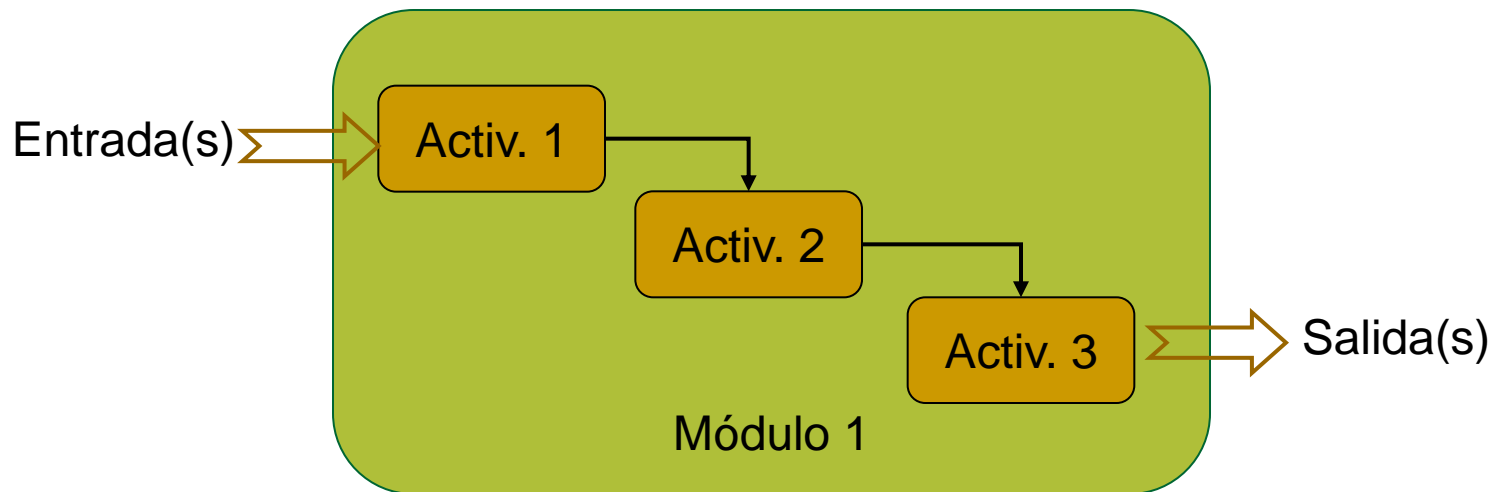 Entrada(s)
Activ. 1
Activ. 2
Activ. 3
Salida(s)
Módulo 1